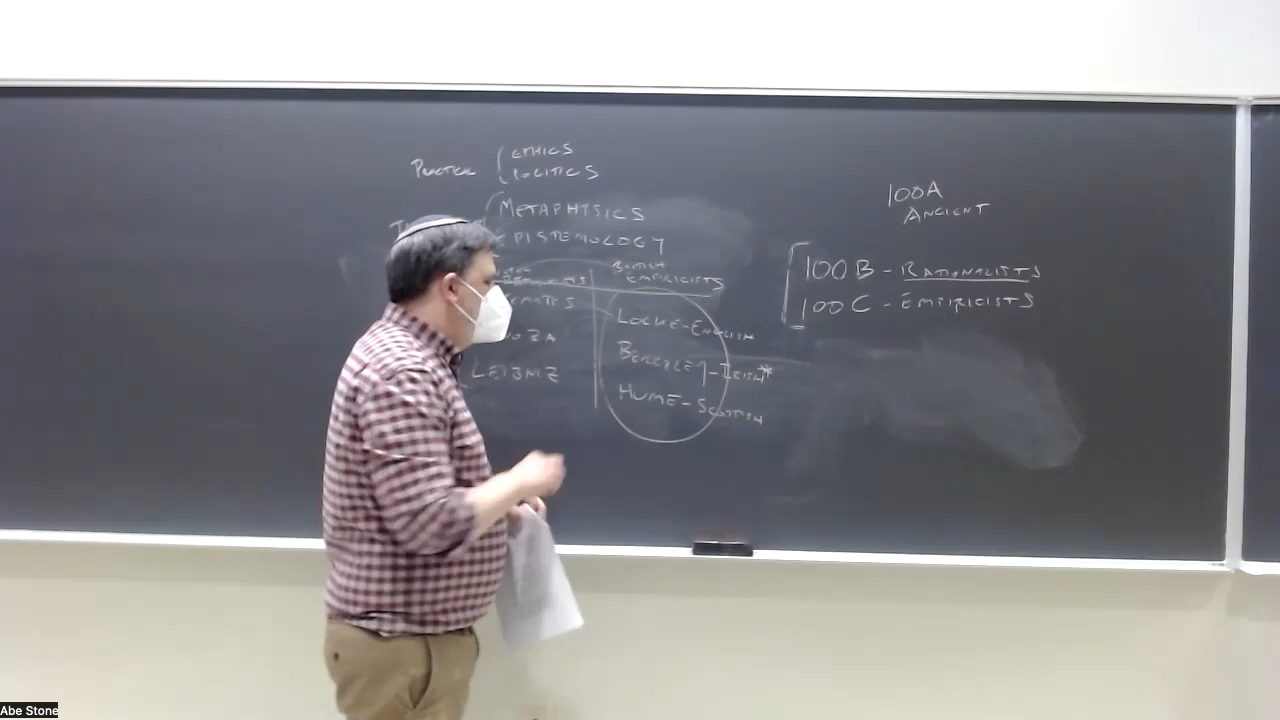 ETHICS
PRACTICAL POLITICS
METAPHYSICS
EPISTEMOLOGY
BRITISH
EMPIRICISTS
LOCKE - ENGLISH
BERKELEY - IRISH*
LEIBNIZ
HUME - SCOTTISH
100A
ANCIENT
100B - RATIONALISTS
100C - EMPIRICISTS
Abe Stone